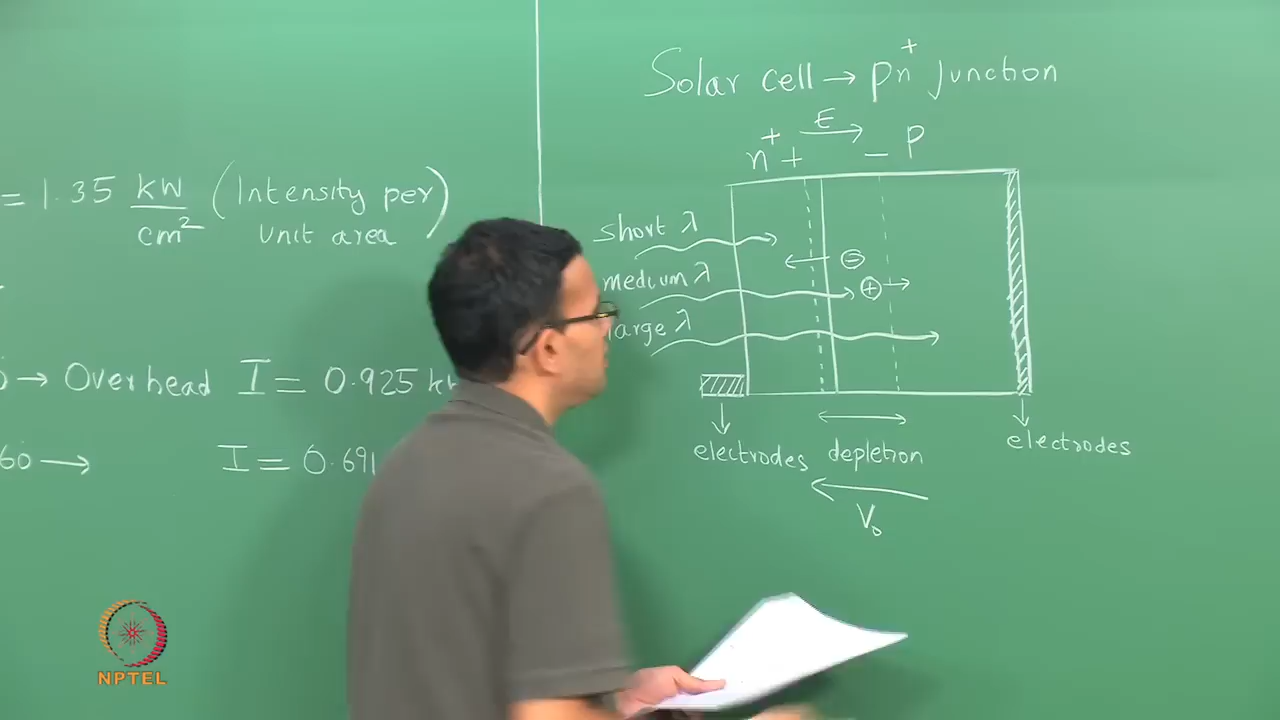 = 1.35 kW/cm² (Intensity per unit area)
→ Overhead I = 0.925 k
60 → I = 0.691
Solar cell → pn⁺ junction
E
n⁺ + − P
short λ
⊖
medium λ
⊕
large λ
electrodes depletion electrodes
V₀
NPTEL